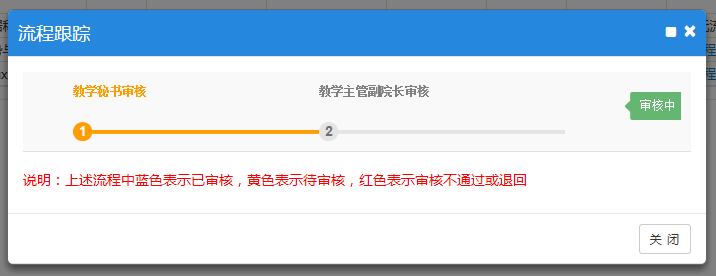 流程跟踪
教学秘书审核
教学主管副院长审核
审核中
1
2
说明：上述流程中蓝色表示已审核，黄色表示待审核，红色表示审核不通过或退回
关 闭